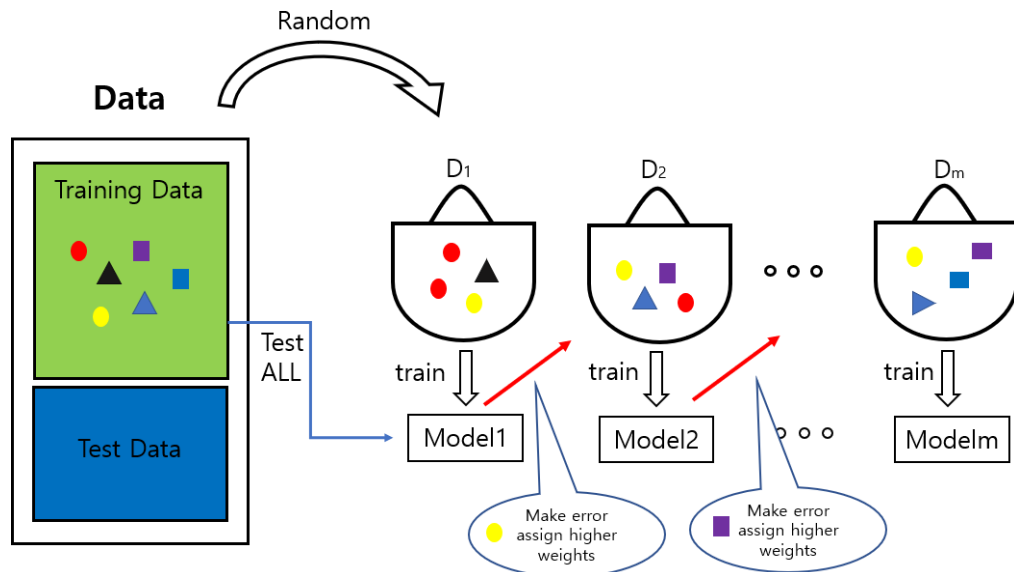 Random
Data
Training Data
Test Data
Test
ALL
D₁
D₂
Dm
train
train
train
Model1
Model2
Modelm
Make error
assign higher
weights
Make error
assign higher
weights